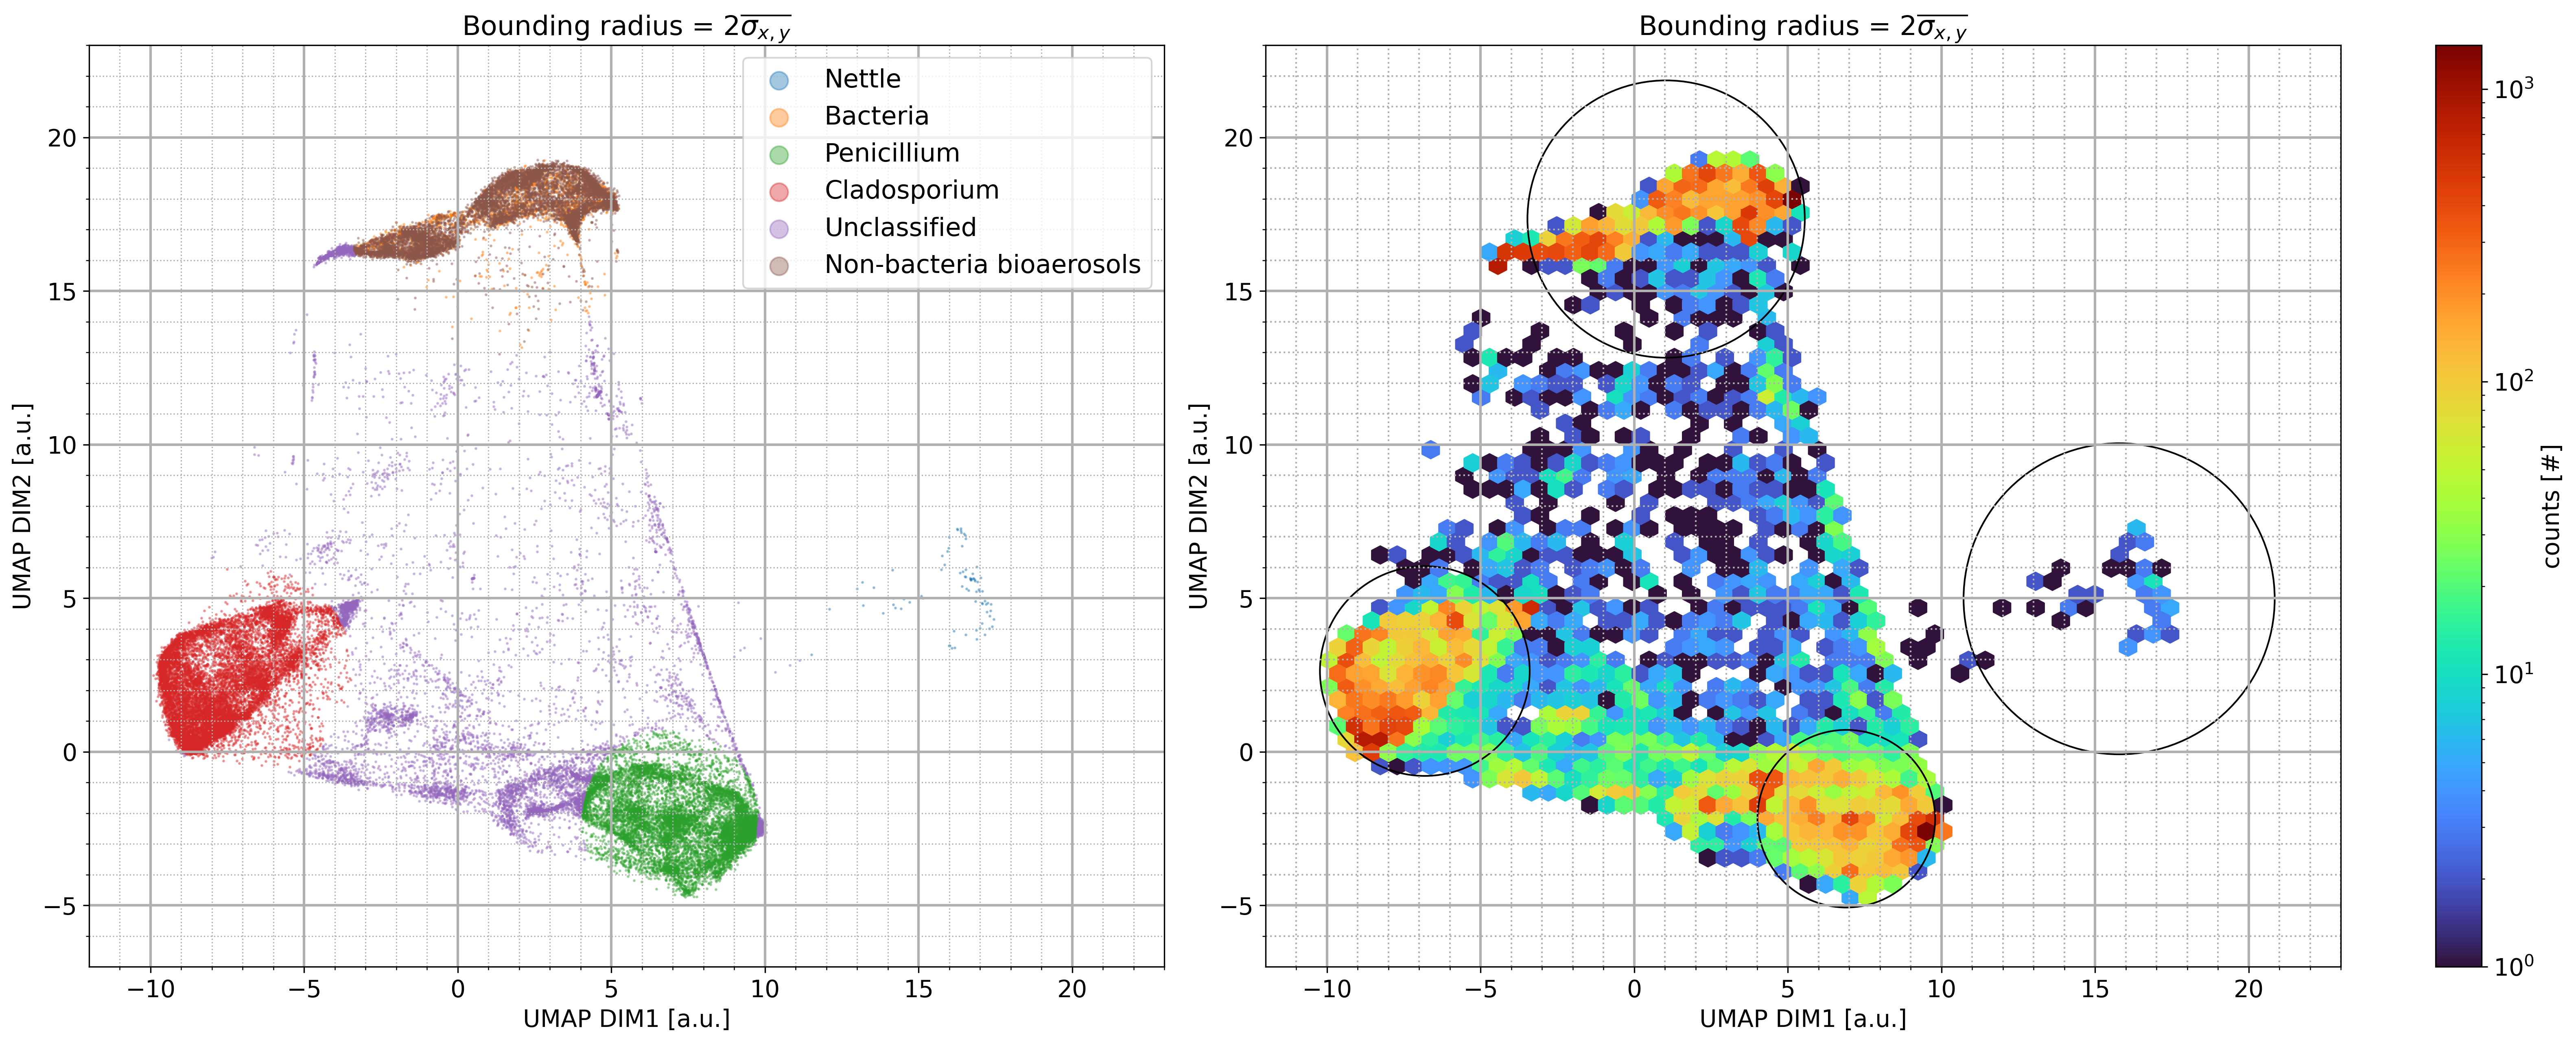 Bounding radius = 2σ̅x, y
Nettle
Bacteria
Penicillium
Cladosporium
Unclassified
Non-bacteria bioaerosols
UMAP DIM2 [a.u.]
20
15
10
5
0
−5
−10
−5
0
5
10
15
20
UMAP DIM1 [a.u.]
Bounding radius = 2σ̅x, y
UMAP DIM2 [a.u.]
20
15
10
5
0
−5
−10
−5
0
5
10
15
20
UMAP DIM1 [a.u.]
10³
10²
10¹
10⁰
counts [#]